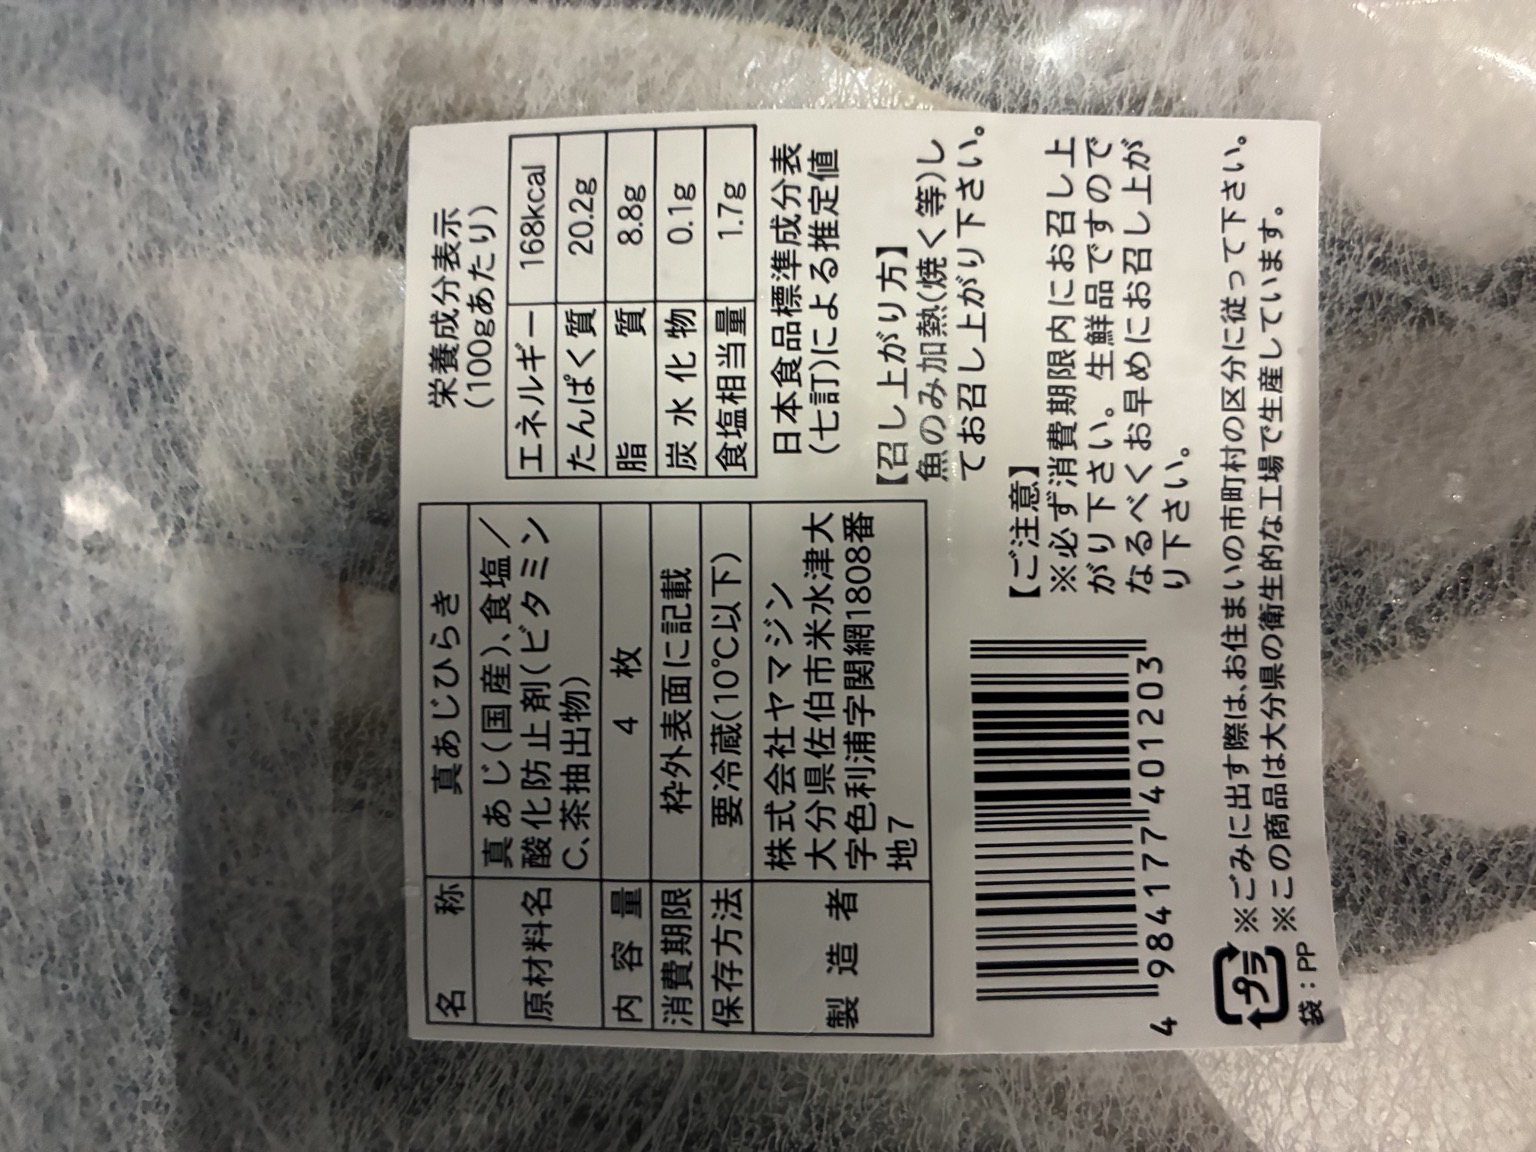 名称 真あじひらき
原材料名 真あじ(国産)、食塩/
酸化防止剤(ビタミン
C、茶抽出物)
内容量 4 枚
消費期限 枠外表面に記載
保存方法 要冷蔵(10℃以下)
製造者 株式会社ヤマジン
大分県佐伯市米水津大
字色利浦字関網1808番
地7
栄養成分表示
(100gあたり)
エネルギー 168kcal
たんぱく質 20.2g
脂質 8.8g
炭水化物 0.1g
食塩相当量 1.7g
日本食品標準成分表
(七訂)による推定値
【召し上がり方】
魚のみ加熱(焼く等)し
てお召し上がり下さい。
【ご注意】
※必ず消費期限内にお召し上
がり下さい。生鮮品ですので
なるべくお早めにお召し上が
り下さい。
4 984177 401203
プラ
袋：PP
※ごみに出す際は、お住まいの市町村の区分に従って下さい。
※この商品は大分県の衛生的な工場で生産しています。